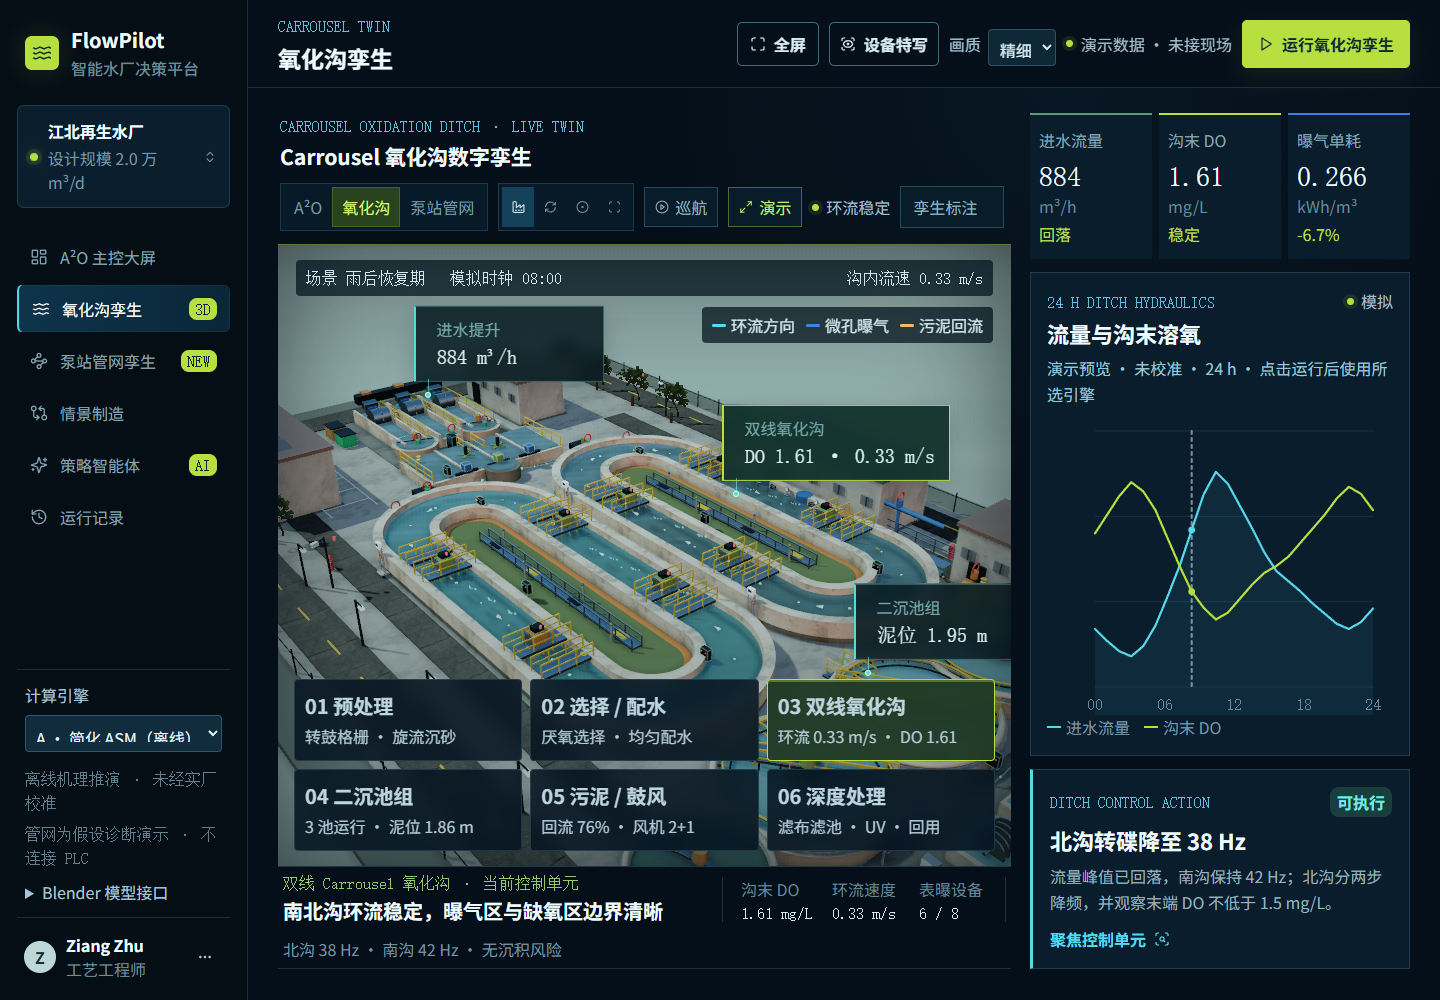 FlowPilot
智能水厂决策平台
江北再生水厂
设计规模 2.0 万
m³/d
A²O 主控大屏
氧化沟孪生
3D
泵站管网孪生
NEW
情景制造
策略智能体
AI
运行记录
计算引擎
A · 简化 ASM（离线）
离线机理推演 · 未经实厂
校准
管网为假设诊断演示 · 不
连接 PLC
Blender 模型接口
Z
Ziang Zhu
工艺工程师
CARROUSEL TWIN
氧化沟孪生
全屏
设备特写
画质
精细
演示数据 • 未接现场
运行氧化沟孪生
CARROUSEL OXIDATION DITCH · LIVE TWIN
Carrousel 氧化沟数字孪生
A²O
氧化沟
泵站管网
巡航
演示
环流稳定
孪生标注
场景 雨后恢复期
模拟时钟 08:00
沟内流速 0.33 m/s
环流方向
微孔曝气
污泥回流
进水提升
884 m³/h
双线氧化沟
DO 1.61 • 0.33 m/s
二沉池组
泥位 1.95 m
01 预处理
转鼓格栅 • 旋流沉砂
02 选择 / 配水
厌氧选择 • 均匀配水
03 双线氧化沟
环流 0.33 m/s • DO 1.61
04 二沉池组
3 池运行 • 泥位 1.86 m
05 污泥 / 鼓风
回流 76% • 风机 2+1
06 深度处理
滤布滤池 • UV • 回用
双线 Carrousel 氧化沟 · 当前控制单元
南北沟环流稳定，曝气区与缺氧区边界清晰
北沟 38 Hz • 南沟 42 Hz • 无沉积风险
沟末 DO
1.61 mg/L
环流速度
0.33 m/s
表曝设备
6 / 8
进水流量
884
m³/h
回落
沟末 DO
1.61
mg/L
稳定
曝气单耗
0.266
kWh/m³
-6.7%
24 H DITCH HYDRAULICS
模拟
流量与沟末溶氧
演示预览 • 未校准 • 24 h • 点击运行后使用所
选引擎
00 06 12 18 24
进水流量
沟末 DO
DITCH CONTROL ACTION
可执行
北沟转碟降至 38 Hz
流量峰值已回落，南沟保持 42 Hz；北沟分两步
降频，并观察末端 DO 不低于 1.5 mg/L。
聚焦控制单元